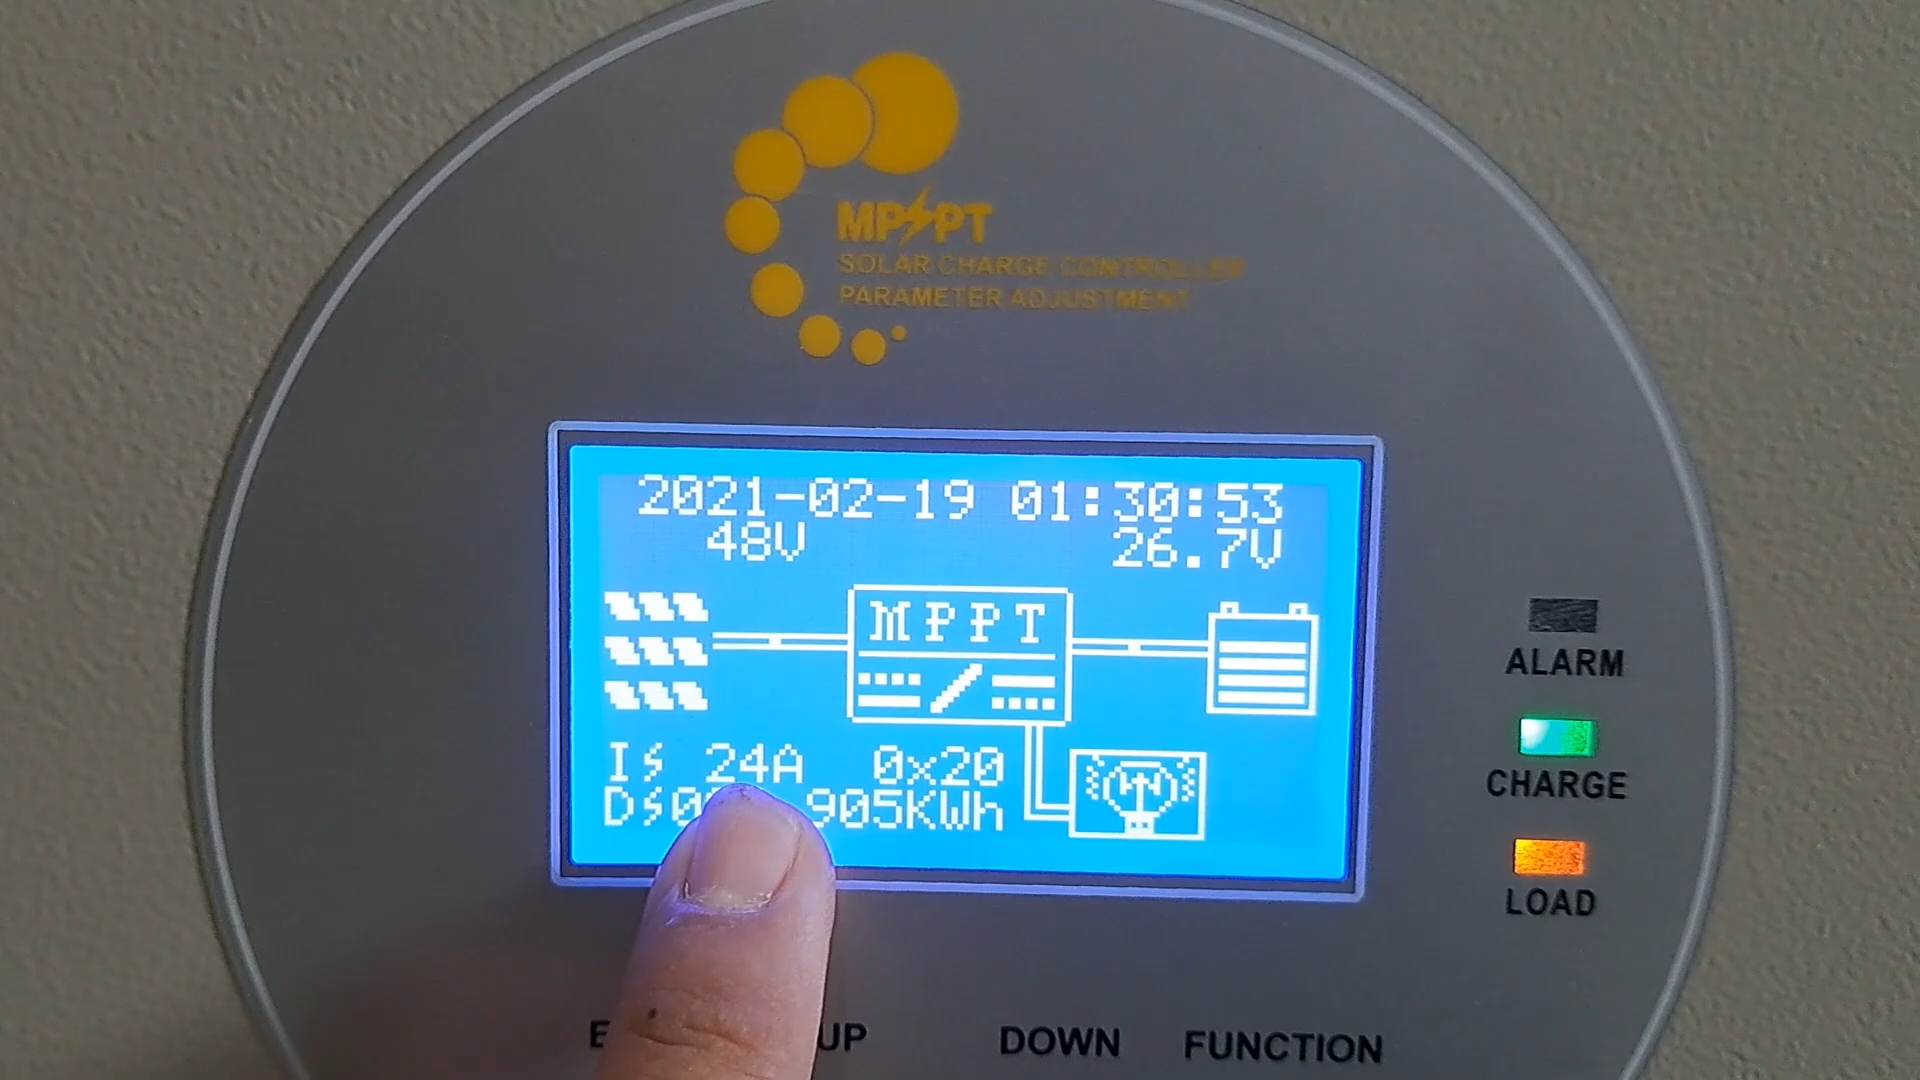 MPPT
SOLAR CHARGE CONTROLLER
PARAMETER ADJUSTMENT
2021-02-19 01:30:53
48V 26.7V
MPPT
I 24A 0x20
905KWh
ALARM
CHARGE
LOAD
UP DOWN FUNCTION